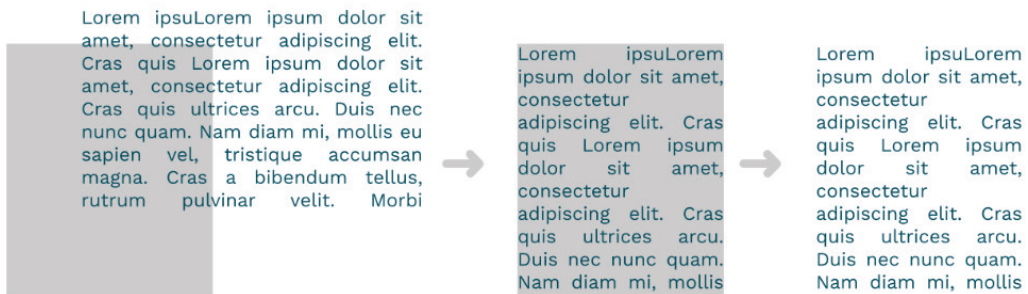 Lorem ipsuLorem ipsum dolor sit
amet, consectetur adipiscing elit.
Cras quis Lorem ipsum dolor sit
amet, consectetur adipiscing elit.
Cras quis ultrices arcu. Duis nec
nunc quam. Nam diam mi, mollis eu
sapien vel, tristique accumsan
magna. Cras a bibendum tellus,
rutrum pulvinar velit. Morbi
Lorem ipsuLorem
ipsum dolor sit amet,
consectetur
adipiscing elit. Cras
quis Lorem ipsum
dolor sit amet,
consectetur
adipiscing elit. Cras
quis ultrices arcu.
Duis nec nunc quam.
Nam diam mi, mollis
Lorem ipsuLorem
ipsum dolor sit amet,
consectetur
adipiscing elit. Cras
quis Lorem ipsum
dolor sit amet,
consectetur
adipiscing elit. Cras
quis ultrices arcu.
Duis nec nunc quam.
Nam diam mi, mollis